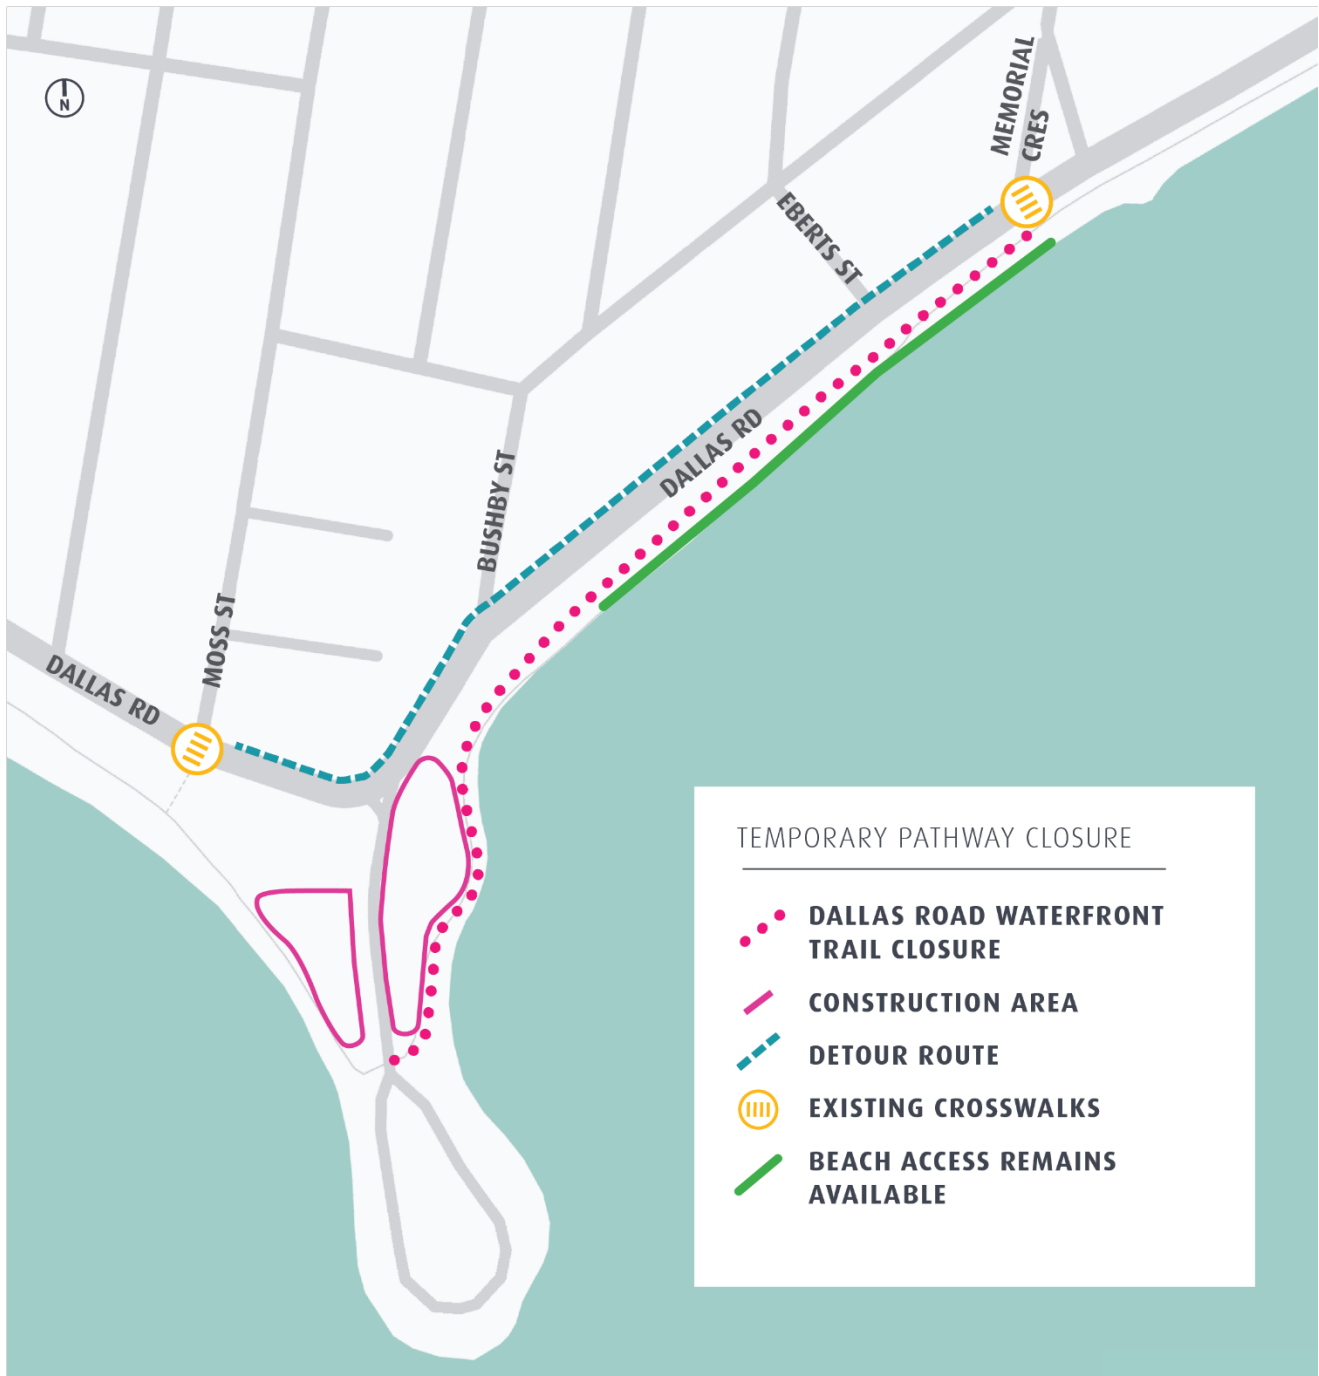 N
MEMORIAL
CRES
EBERTS ST
DALLAS RD
BUSHBY ST
MOSS ST
DALLAS RD
TEMPORARY PATHWAY CLOSURE
DALLAS ROAD WATERFRONT
TRAIL CLOSURE
CONSTRUCTION AREA
DETOUR ROUTE
EXISTING CROSSWALKS
BEACH ACCESS REMAINS
AVAILABLE